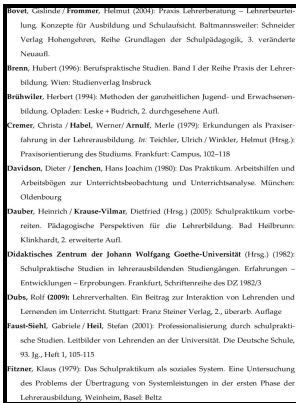 Bovet, Gislinde / Frommer, Helmut (2004): Praxis Lehrerberatung – Lehrerbeurtei-
lung. Konzepte für Ausbildung und Schulaufsicht. Baltmannsweiler: Schneider
Verlag Hohengehren, Reihe Grundlagen der Schulpädagogik, 3. veränderte
Neuaufl.
Brenn, Hubert (1996): Berufspraktische Studien. Band I der Reihe Praxis der Lehrer-
bildung. Wien: Studienverlag Insbruck
Brühwiler, Herbert (1994): Methoden der ganzheitlichen Jugend- und Erwachsenen-
bildung. Opladen: Leske + Budrich, 2. durchgesehene Aufl.
Cremer, Christa / Habel, Werner/ Arnulf, Merle (1979): Erkundungen als Praxiser-
fahrung in der Lehrerausbildung. In: Teichler, Ulrich / Winkler, Helmut (Hrsg.):
Praxisorientierung des Studiums. Frankfurt: Campus, 102–118
Davidson, Dieter / Jenchen, Hans Joachim (1980): Das Praktikum. Arbeitshilfen und
Arbeitsbögen zur Unterrichtsbeobachtung und Unterrichtsanalyse. München:
Oldenbourg
Dauber, Heinrich / Krause-Vilmar, Dietfried (Hrsg.) (2005): Schulpraktikum vorbe-
reiten. Pädagogische Perspektiven für die Lehrerbildung. Bad Heilbrunn:
Klinkhardt, 2. erweiterte Aufl.
Didaktisches Zentrum der Johann Wolfgang Goethe-Universität (Hrsg.) (1982):
Schulpraktische Studien in lehrerausbildenden Studiengängen. Erfahrungen –
Entwicklungen – Erprobungen. Frankfurt, Schriftenreihe des DZ 1982/3
Dubs, Rolf (2009): Lehrerverhalten. Ein Beitrag zur Interaktion von Lehrenden und
Lernenden im Unterricht. Stuttgart: Franz Steiner Verlag, 2., überarb. Auflage
Faust-Siehl, Gabriele / Heil, Stefan (2001): Professionalisierung durch schulprakti-
sche Studien. Leitbilder von Lehrenden an der Universität. Die Deutsche Schule,
93. Jg., Heft 1, 105-115
Fitzner, Klaus (1979): Das Schulpraktikum als soziales System. Eine Untersuchung
des Problems der Übertragung von Systemleistungen in der ersten Phase der
Lehrerausbildung. Weinheim, Basel: Beltz